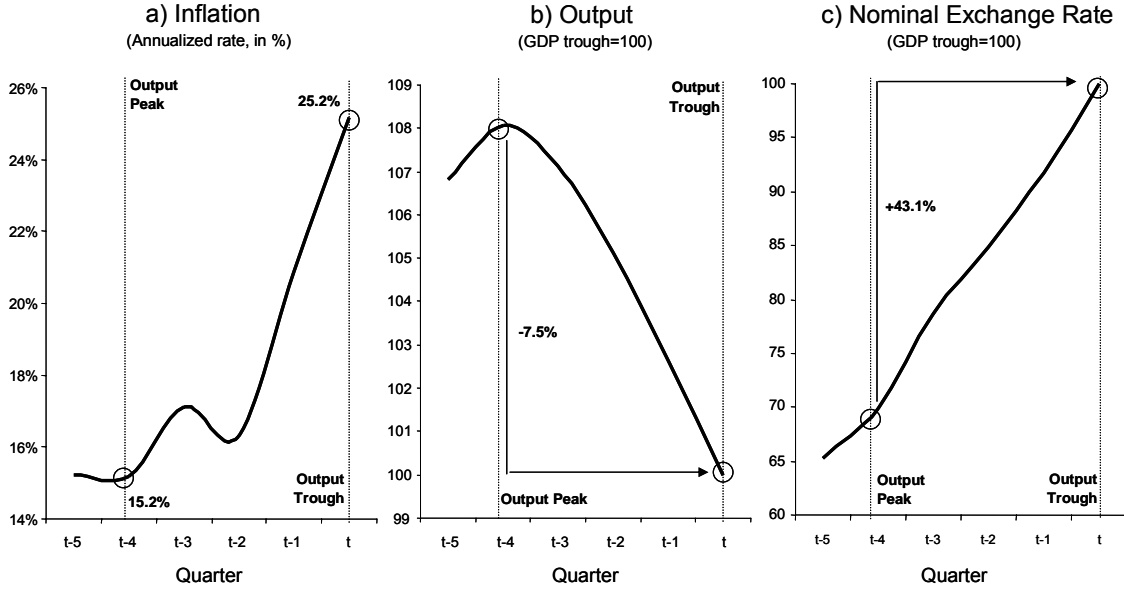 a) Inflation
(Annualized rate, in %)
26%
24%
22%
20%
18%
16%
14%
Output
Peak
25.2%
15.2%
Output
Trough
t-5 t-4 t-3 t-2 t-1 t
Quarter
b) Output
(GDP trough=100)
109
108
107
106
105
104
103
102
101
100
99
Output
Trough
-7.5%
Output Peak
t-5 t-4 t-3 t-2 t-1 t
Quarter
c) Nominal Exchange Rate
(GDP trough=100)
100
95
90
85
80
75
70
65
60
+43.1%
Output
Peak
Output
Trough
t-5 t-4 t-3 t-2 t-1 t
Quarter